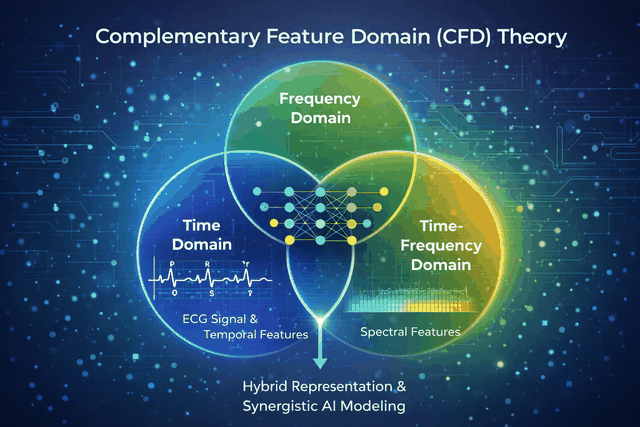 Complementary Feature Domain (CFD) Theory
Frequency
Domain
Time
Domain
P R r
O S ?
ECG Signal &
Temporal Features
Time-
Frequency
Domain
Spectral Features
Hybrid Representation &
Synergistic AI Modeling